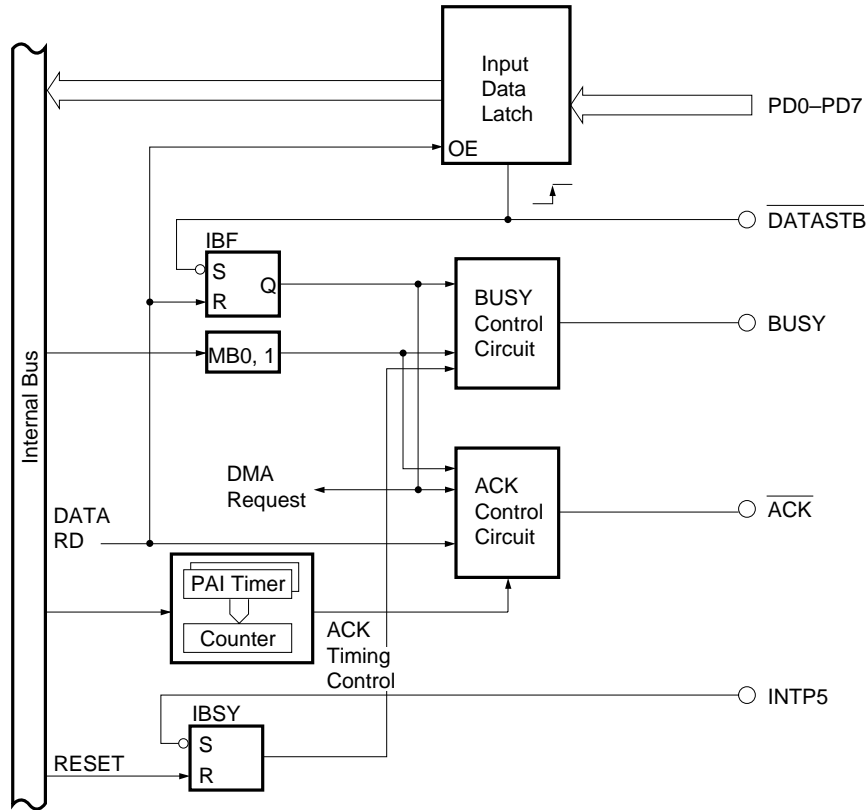 Input
Data
Latch
OE
PD0–PD7
DATASTB
IBF
S
Q
R
BUSY
Control
Circuit
BUSY
MB0, 1
Internal Bus
DMA
Request
ACK
Control
Circuit
ACK
DATA
RD
PAI Timer
Counter
ACK
Timing
Control
INTP5
IBSY
S
R
RESET